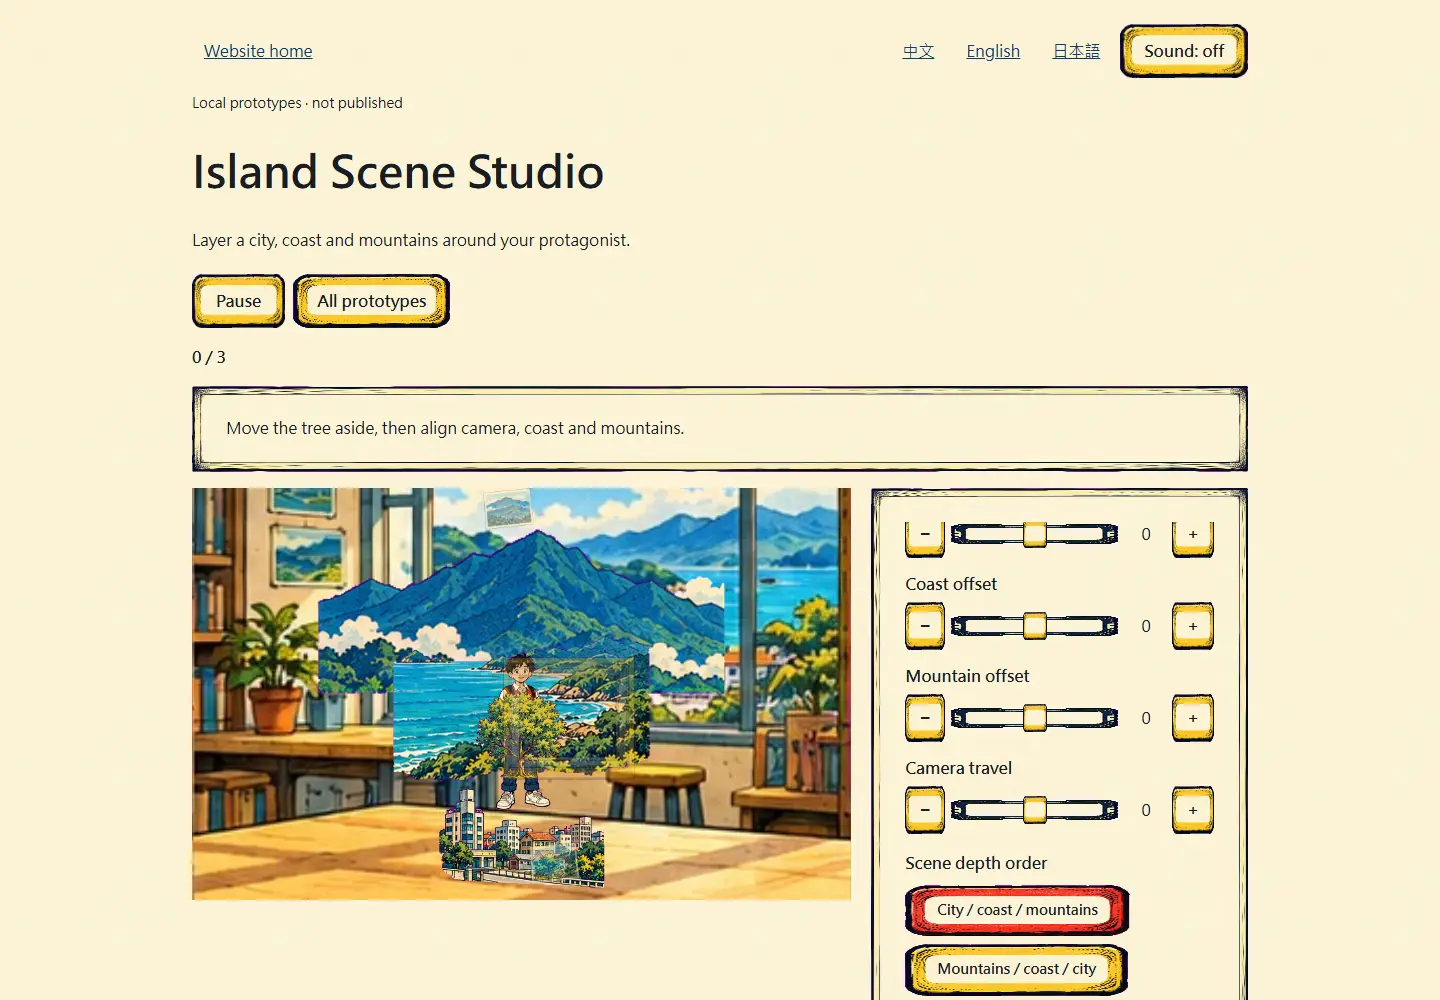 Website home
中文
English
日本語
Sound: off
Local prototypes · not published
Island Scene Studio
Layer a city, coast and mountains around your protagonist.
Pause
All prototypes
0 / 3
Move the tree aside, then align camera, coast and mountains.
− 0 +
Coast offset
− 0 +
Mountain offset
− 0 +
Camera travel
− 0 +
Scene depth order
City / coast / mountains
Mountains / coast / city